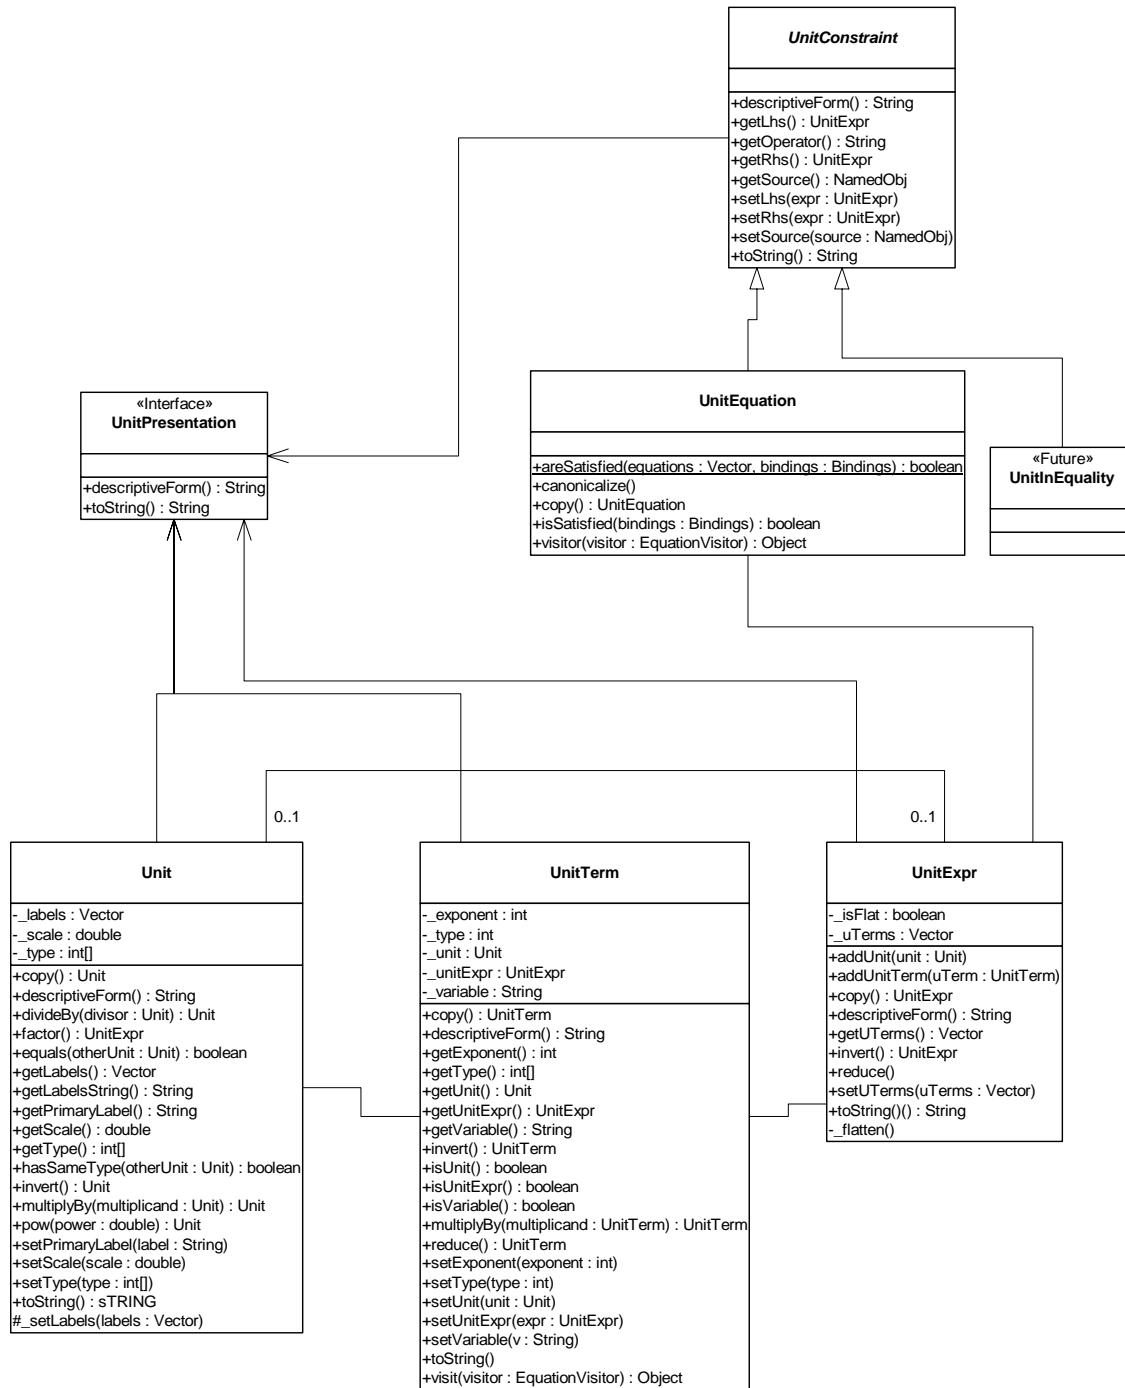 UnitConstraint
+descriptiveForm() : String
+getLhs() : UnitExpr
+getOperator() : String
+getRhs() : UnitExpr
+getSource() : NamedObj
+setLhs(expr : UnitExpr)
+setRhs(expr : UnitExpr)
+setSource(source : NamedObj)
+toString() : String
«Interface»
UnitPresentation
+descriptiveForm() : String
+toString() : String
UnitEquation
+areSatisfied(equations : Vector, bindings : Bindings) : boolean
+canonicalize()
+copy() : UnitEquation
+isSatisfied(bindings : Bindings) : boolean
+visitor(visitor : EquationVisitor) : Object
«Future»
UnitInEquality
0..1
0..1
Unit
-_labels : Vector
-_scale : double
-_type : int[]
+copy() : Unit
+descriptiveForm() : String
+divideBy(divisor : Unit) : Unit
+factor() : UnitExpr
+equals(otherUnit : Unit) : boolean
+getLabels() : Vector
+getLabelsString() : String
+getPrimaryLabel() : String
+getScale() : double
+getType() : int[]
+hasSameType(otherUnit : Unit) : boolean
+invert() : Unit
+multiplyBy(multiplicand : Unit) : Unit
+pow(power : double) : Unit
+setPrimaryLabel(label : String)
+setScale(scale : double)
+setType(type : int[])
+toString() : sTRING
#_setLabels(labels : Vector)
UnitTerm
-_exponent : int
-_type : int
-_unit : Unit
-_unitExpr : UnitExpr
-_variable : String
+copy() : UnitTerm
+descriptiveForm() : String
+getExponent() : int
+getType() : int[]
+getUnit() : Unit
+getUnitExpr() : UnitExpr
+getVariable() : String
+invert() : UnitTerm
+isUnit() : boolean
+isUnitExpr() : boolean
+isVariable() : boolean
+multiplyBy(multiplicand : UnitTerm) : UnitTerm
+reduce() : UnitTerm
+setExponent(exponent : int)
+setType(type : int)
+setUnit(unit : Unit)
+setUnitExpr(expr : UnitExpr)
+setVariable(v : String)
+toString()
+visit(visitor : EquationVisitor) : Object
UnitExpr
-_isFlat : boolean
-_uTerms : Vector
+addUnit(unit : Unit)
+addUnitTerm(uTerm : UnitTerm)
+copy() : UnitExpr
+descriptiveForm() : String
+getUTerms() : Vector
+invert() : UnitExpr
+reduce()
+setUTerms(uTerms : Vector)
+toString()() : String
-_flatten()